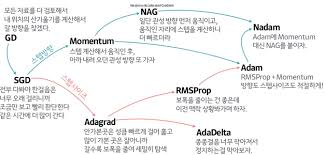 모든 자료를 다 검토해서
내 위치의 산기울기를 계산해서
갈 방향을 찾겠다.
GD
스텝방향
SGD
전부 다봐야 한걸음은
너무 오래 걸리니까
조금만 보고 빨리 판단한다
같은 시간에 더 많이 간다
스텝사이즈
Momentum
스텝 계산해서 움직인 후,
아까 내려 오던 관성 방향 또 가자
NAG
일단 관성 방향 먼저 움직이고,
움직인 자리에 스텝을 계산하니
더 빠르더라
Nadam
Adam에 Momentum
대신 NAG를 붙이자.
Adam
RMSProp + Momentum
방향도 스텝사이즈도 적절하게!
RMSProp
보폭을 줄이는 건 좋은데
이전 맥락 상황봐가며 하자.
Adagrad
안가본곳은 성큼 빠르게 걸어 훑고
많이 가본 곳은 잘아니까
갈수록 보폭을 줄여 세밀히 탐색
AdaDelta
종종걸음 너무 작아져서
정지하는걸 막아보자.